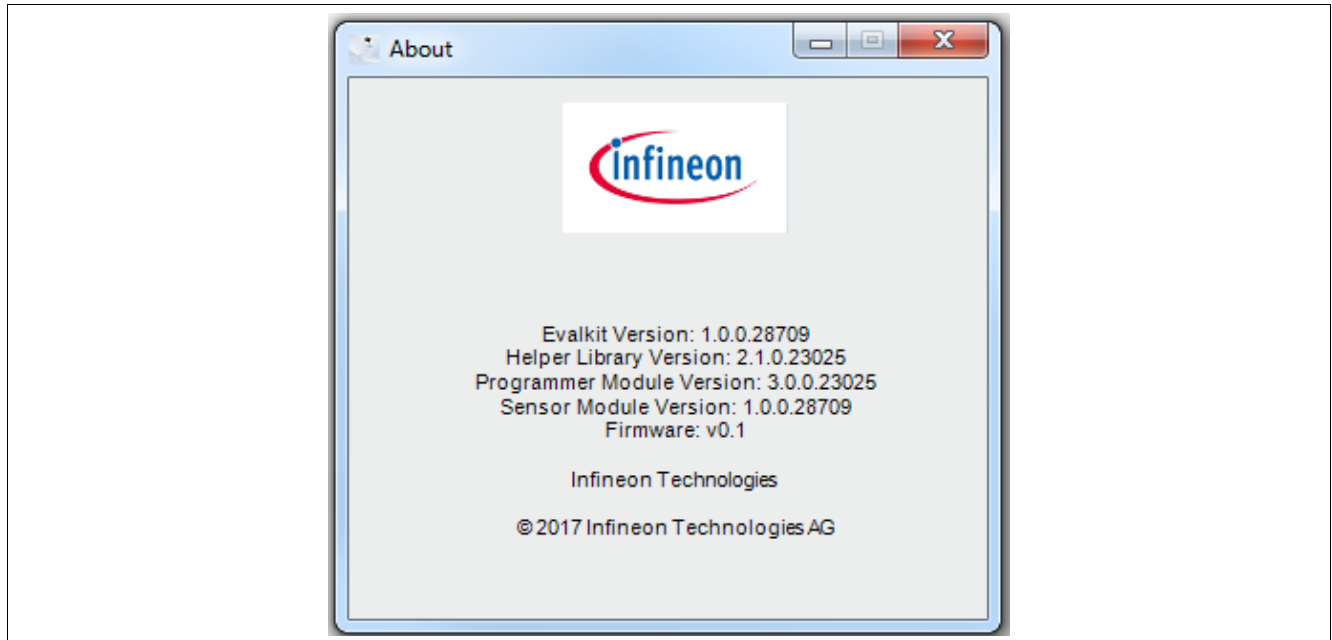 About
infineon
Evalkit Version: 1.0.0.28709
Helper Library Version: 2.1.0.23025
Programmer Module Version: 3.0.0.23025
Sensor Module Version: 1.0.0.28709
Firmware: v0.1
Infineon Technologies
© 2017 Infineon Technologies AG